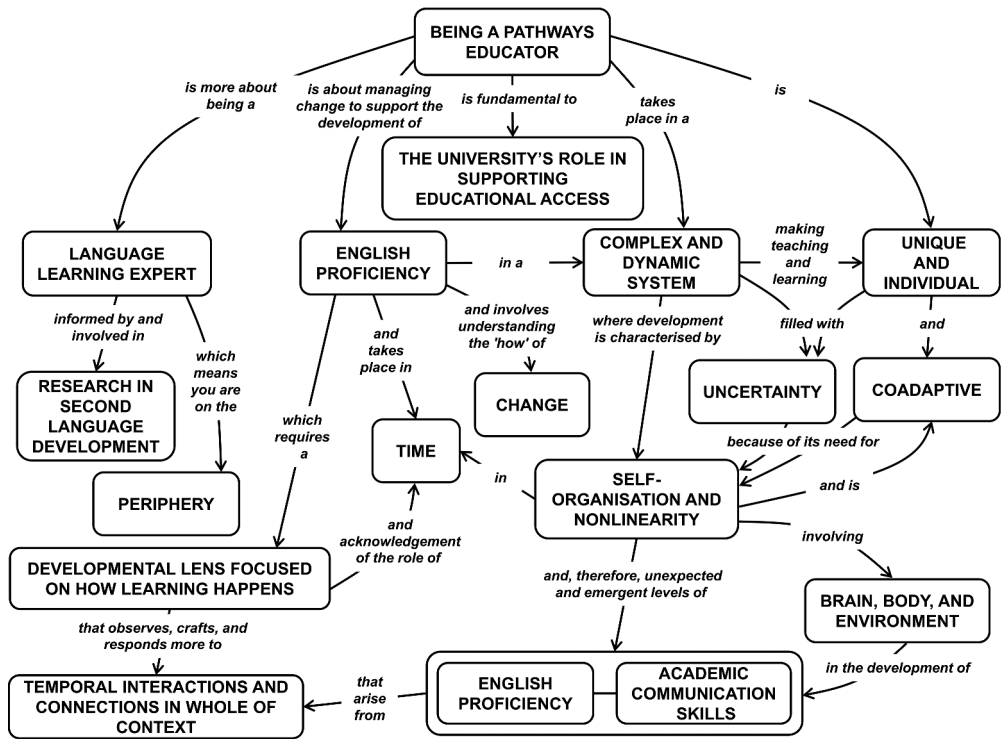 BEING A PATHWAYS
EDUCATOR
is more about
being a
is about managing
change to support the
development of
is fundamental to
takes
place in a
is
THE UNIVERSITY'S ROLE IN
SUPPORTING
EDUCATIONAL ACCESS
LANGUAGE
LEARNING EXPERT
ENGLISH
PROFICIENCY
in a
COMPLEX AND
DYNAMIC
SYSTEM
making
teaching
and
learning
UNIQUE
AND
INDIVIDUAL
informed by and
involved in
which
means
you are
on the
and
takes
place in
and involves
understanding
the 'how' of
where development
is characterised by
filled with
and
RESEARCH IN
SECOND
LANGUAGE
DEVELOPMENT
which
requires
a
CHANGE
UNCERTAINTY
COADAPTIVE
TIME
because of its need for
PERIPHERY
in
SELF-
ORGANISATION AND
NONLINEARITY
and is
and
acknowledgement
of the role of
involving
DEVELOPMENTAL LENS FOCUSED
ON HOW LEARNING HAPPENS
and, therefore, unexpected
and emergent levels of
BRAIN, BODY, AND
ENVIRONMENT
that observes, crafts, and
responds more to
in the development of
TEMPORAL INTERACTIONS AND
CONNECTIONS IN WHOLE OF
CONTEXT
that
arise
from
ENGLISH
PROFICIENCY
ACADEMIC
COMMUNICATION
SKILLS